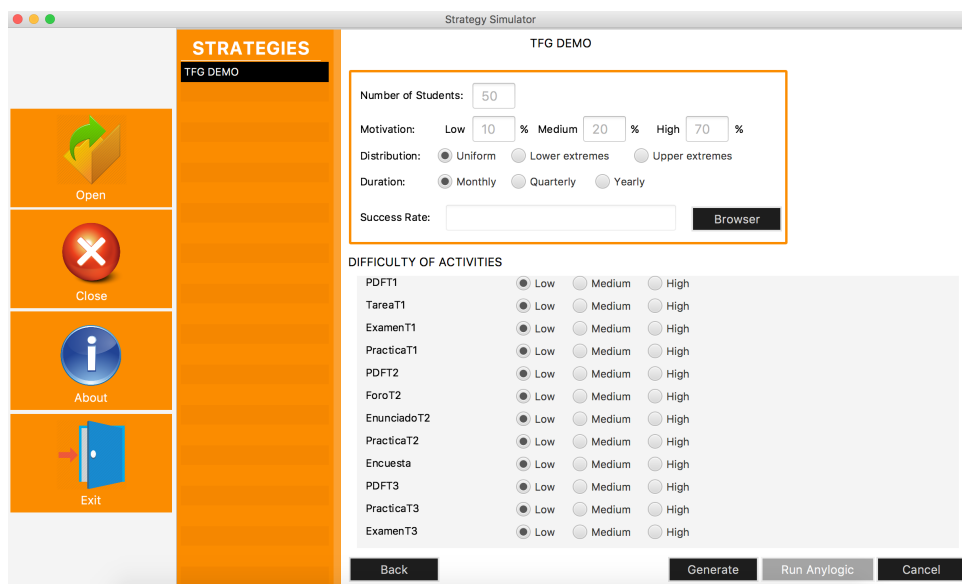 Strategy Simulator
STRATEGIES
TFG DEMO
Open
Close
About
Exit
TFG DEMO
Number of Students: 50
Motivation: Low 10 % Medium 20 % High 70 %
Distribution: Uniform Lower extremes Upper extremes
Duration: Monthly Quarterly Yearly
Success Rate: Browser
DIFFICULTY OF ACTIVITIES
PDFT1 Low Medium High
TareaT1 Low Medium High
ExamenT1 Low Medium High
PracticaT1 Low Medium High
PDFT2 Low Medium High
ForoT2 Low Medium High
EnunciadoT2 Low Medium High
PracticaT2 Low Medium High
Encuesta Low Medium High
PDFT3 Low Medium High
PracticaT3 Low Medium High
ExamenT3 Low Medium High
Back Generate Run Anylogic Cancel